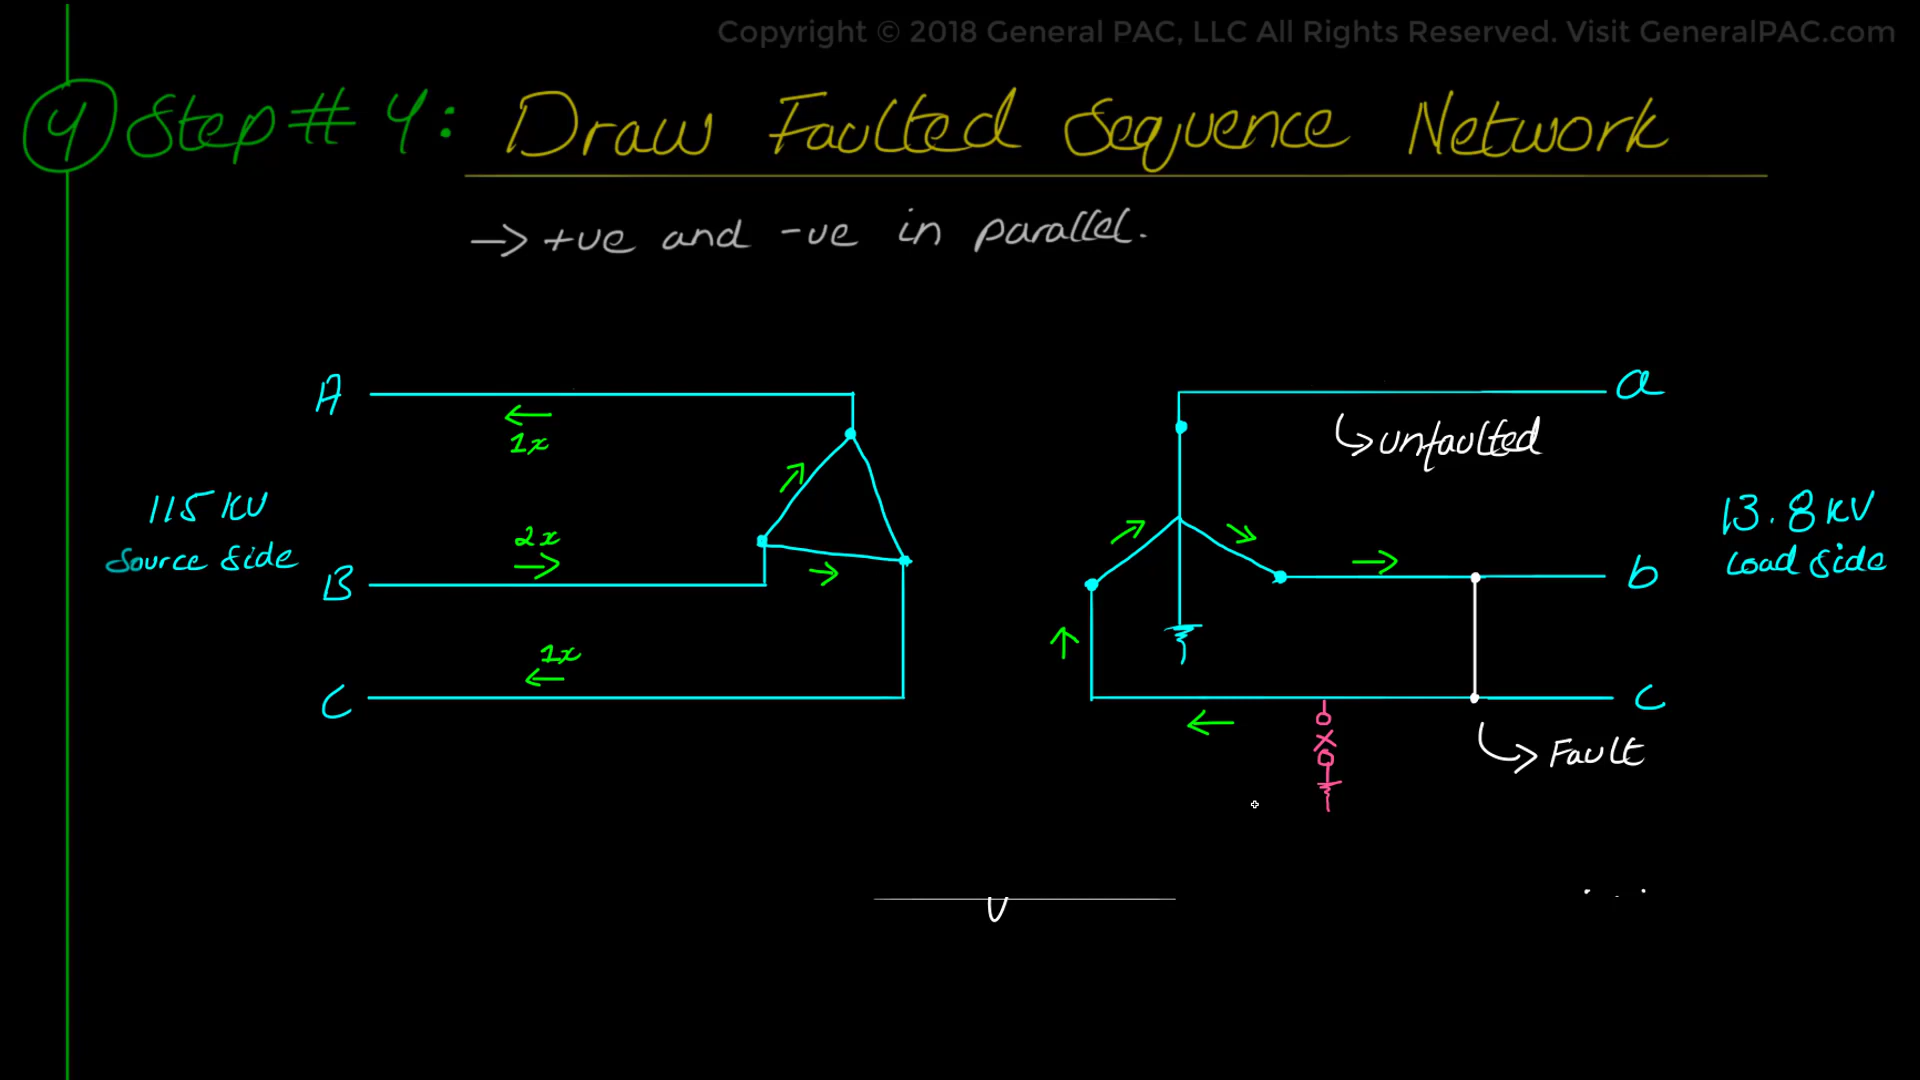 Copyright © 2018 General PAC, LLC All Rights Reserved. Visit GeneralPAC.com
4 Step # 4: Draw Faulted Sequence Network
→ +ve and -ve in parallel.
A
1x
a
unfaulted
115 KV
Source Side
2x
B
13.8 KV
Load Side
b
1x
C
c
Fault